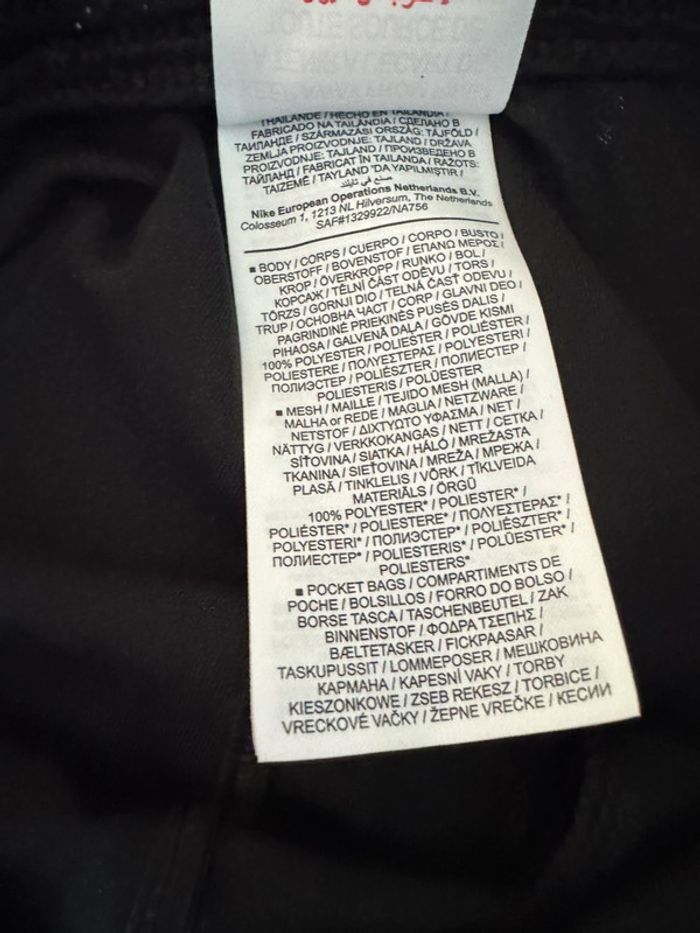 THAILANDE / HECHO EN TAILANDIA /
FABRICADO NA TAILÂNDIA / СДЕЛАНО В
ТАИЛАНДЕ / SZÁRMAZÁSI ORSZÁG: TÁJFÖLD /
ZEMLJA PROIZVODNJE: TAJLAND / DRŽAVA
PROIZVODNJE: TAJLAND / ПРОИЗВЕДЕНО В
ТАЙЛАНД / FABRICAT ÎN TAILANDA / RAŽOTS:
TAIZEMĒ / TAYLAND 'DA YAPILMIŞTIR /
صنع في تايلاند
Nike European Operations Netherlands B.V.
Colosseum 1, 1213 NL Hilversum, The Netherlands
SAF#1329922/NA756
■ BODY / CORPS / CUERPO / CORPO / BUSTO /
OBERSTOFF / BOVENSTOF / ΕΠΑΝΩ ΜΕΡΟΣ /
KROP / ÖVERKROPP / RUNKO / BOL /
КОРСАЖ / TĚLNÍ ČÁST ODĚVU / TORS /
TÖRZS / GORNJI DIO / TELNÁ ČASŤ ODEVU /
TRUP / ОСНОВНА ЧАСТ / CORP / GLAVNI DEO /
PAGRINDINĖ PRIEKINĖS PUSĖS DALIS /
PIHAOSA / GALVENĀ DAĻA / GÖVDE KISMI
100% POLYESTER / POLIESTER / POLIÉSTER /
POLIESTERE / ΠΟΛΥΕΣΤΕΡΑΣ / POLYESTERI /
ПОЛИЭСТЕР / POLIÉSZTER / ПОЛИЕСТЕР /
POLIESTERIS / POLÜESTER
■ MESH / MAILLE / TEJIDO MESH (MALLA) /
MALHA or REDE / MAGLIA / NETZWARE /
NETSTOF / ΔΙΧΤΥΩΤΟ ΥΦΑΣΜΑ / NET /
NÄTTYG / VERKKOKANGAS / NETT / СЕТКА /
SÍŤOVINA / SIATKA / HÁLÓ / MREŽASTA
TKANINA / SIEŤOVINA / MREŽA / МРЕЖА /
PLASĂ / TINKLELIS / VÕRK / TĪKLVEIDA
MATERIĀLS / ÖRGÜ
100% POLYESTER* / POLIESTER* /
POLIÉSTER* / POLIESTERE* / ΠΟΛΥΕΣΤΕΡΑΣ* /
POLYESTERI* / ПОЛИЭСТЕР* / POLIÉSZTER* /
ПОЛИЕСТЕР* / POLIESTERIS* / POLÜESTER* /
POLIESTERS*
■ POCKET BAGS / COMPARTIMENTS DE
POCHE / BOLSILLOS / FORRO DO BOLSO /
BORSE TASCA / TASCHENBEUTEL / ZAK
BINNENSTOF / ΦΟΔΡΑ ΤΣΕΠΗΣ /
BÆLTETASKER / FICKPAASAR /
TASKUPUSSIT / LOMMEPOSER / МЕШКОВИНА
КАРМАНА / KAPESNÍ VAKY / TORBY
KIESZONKOWE / ZSEB REKESZ / TORBICE /
VRECKOVÉ VAČKY / ŽEPNE VREČKE / КЕСИИ